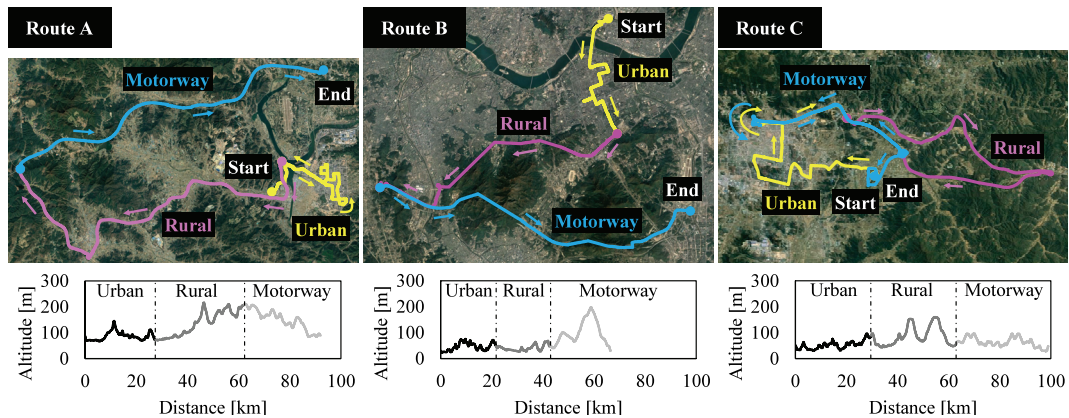 Route A
Motorway
End
Start
Rural
Urban
Route B
Start
Urban
Rural
End
Motorway
Route C
Motorway
Rural
Urban
Start
End
300
200
100
0
Altitude [m]
Urban
Rural
Motorway
0
20
40
60
80
100
Distance [km]
300
200
100
0
Altitude [m]
Urban
Rural
Motorway
0
20
40
60
80
100
Distance [km]
300
200
100
0
Altitude [m]
Urban
Rural
Motorway
0
20
40
60
80
100
Distance [km]